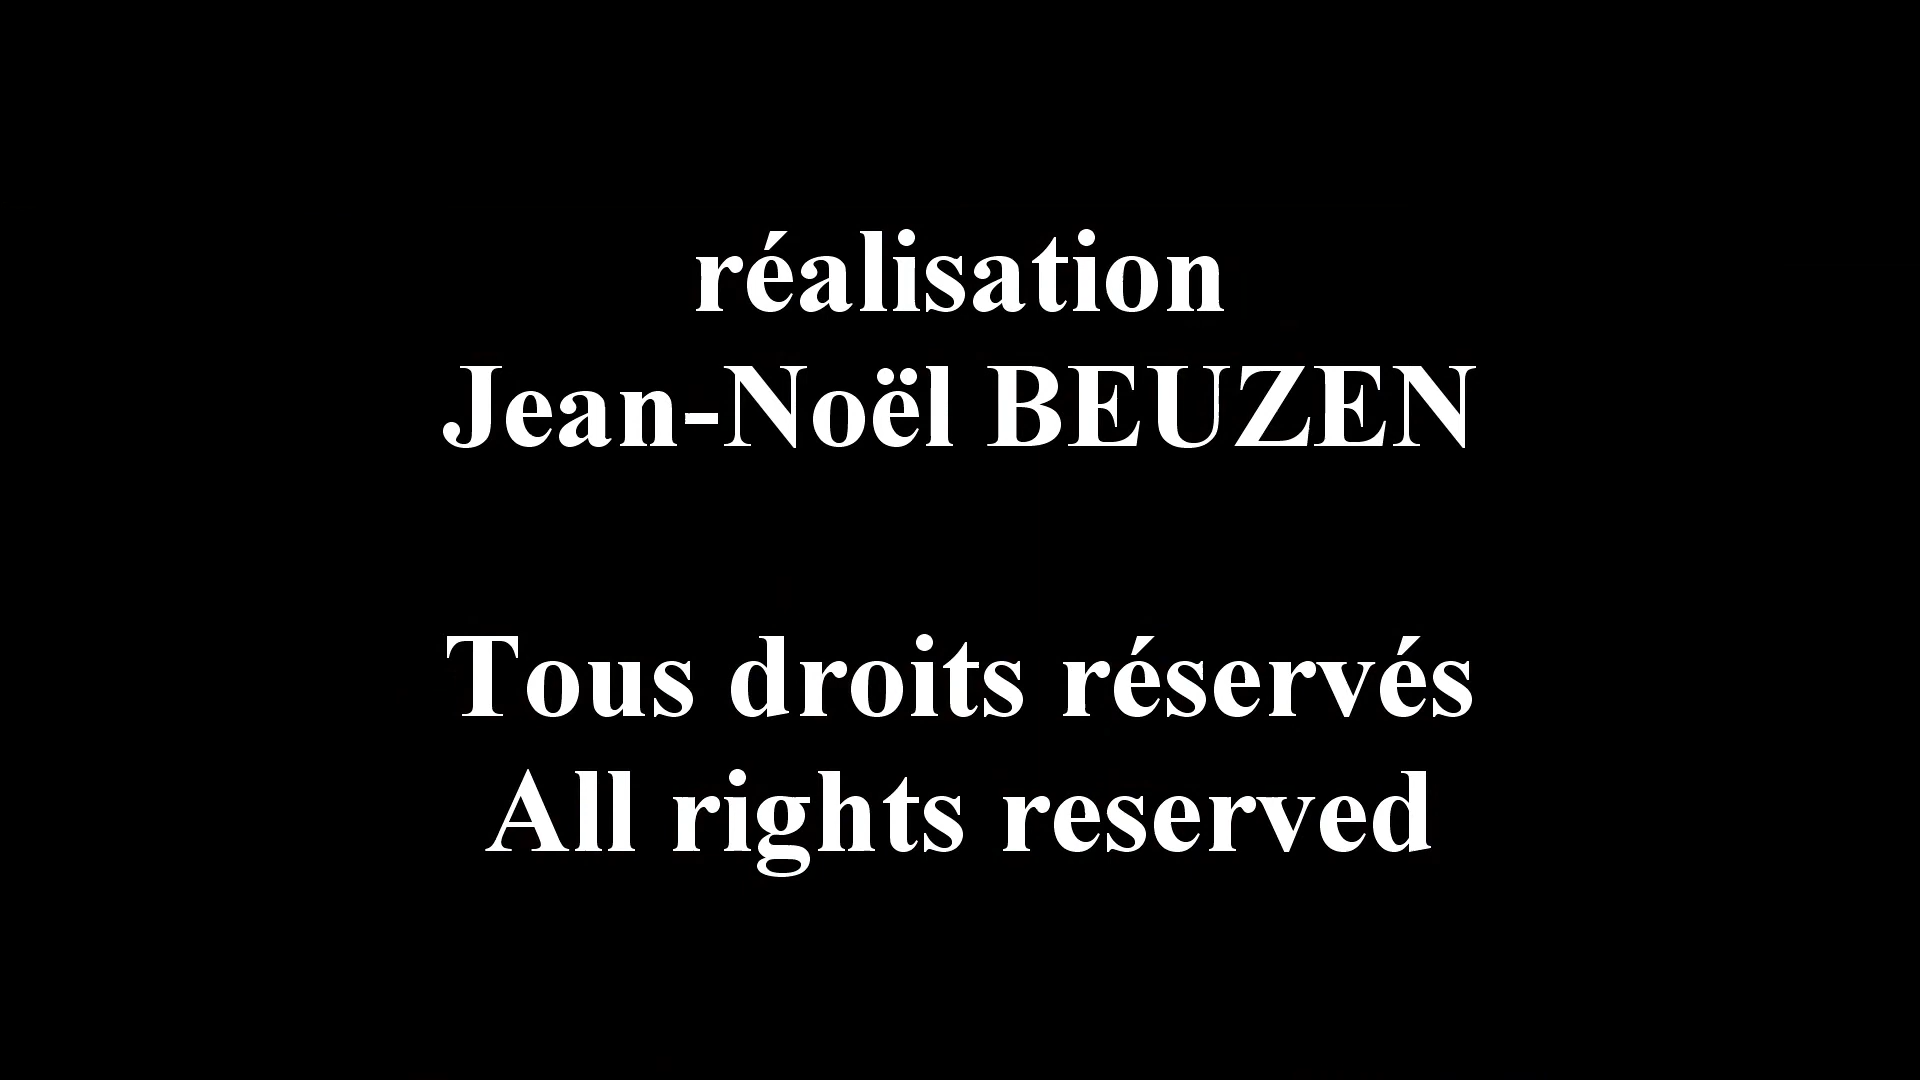 réalisation
Jean-Noël BEUZEN
Tous droits réservés
All rights reserved